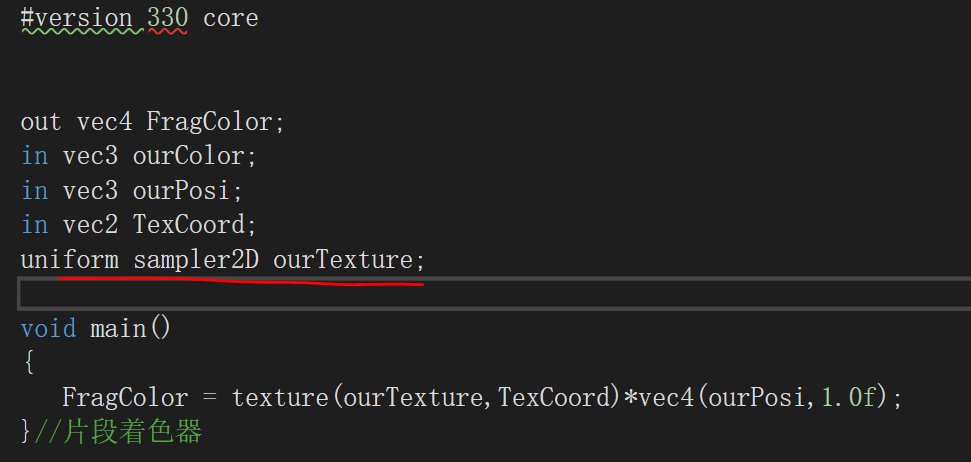 #version 330 core
out vec4 FragColor;
in vec3 ourColor;
in vec3 ourPosi;
in vec2 TexCoord;
uniform sampler2D ourTexture;
void main()
{
FragColor = texture(ourTexture,TexCoord)*vec4(ourPosi,1.0f);
}//片段着色器